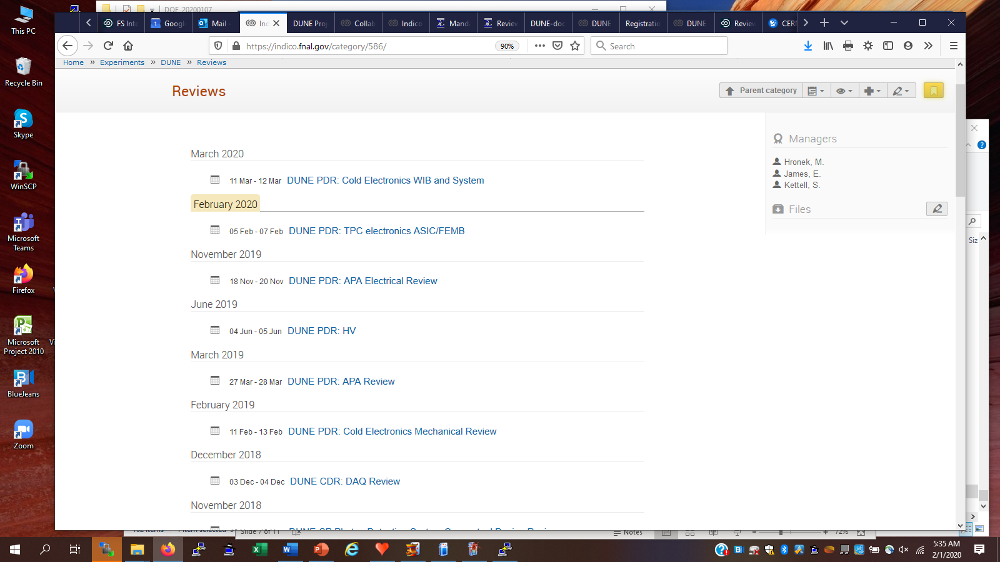 DOE_20200107
This PC
Recycle Bin
Skype
WinSCP
Microsoft
Teams
Firefox
Microsoft
Project 2010
BlueJeans
Zoom
FS Inte
Googl
Mail -
Ind
DUNE Proj
Collab
Indico
Manda
Review
DUNE-doc
DUNE
Registratio
DUNE
Review
CERN
https://indico.fnal.gov/category/586/
90%
Search
Home » Experiments » DUNE » Reviews
Reviews
Parent category
Managers
Hronek, M.
James, E.
Kettell, S.
Files
March 2020
11 Mar - 12 Mar DUNE PDR: Cold Electronics WIB and System
February 2020
05 Feb - 07 Feb DUNE PDR: TPC electronics ASIC/FEMB
November 2019
18 Nov - 20 Nov DUNE PDR: APA Electrical Review
June 2019
04 Jun - 05 Jun DUNE PDR: HV
March 2019
27 Mar - 28 Mar DUNE PDR: APA Review
February 2019
11 Feb - 13 Feb DUNE PDR: Cold Electronics Mechanical Review
December 2018
03 Dec - 04 Dec DUNE CDR: DAQ Review
November 2018
Siz
Slide 7 of 11
Notes
72%
5:35 AM
2/1/2020